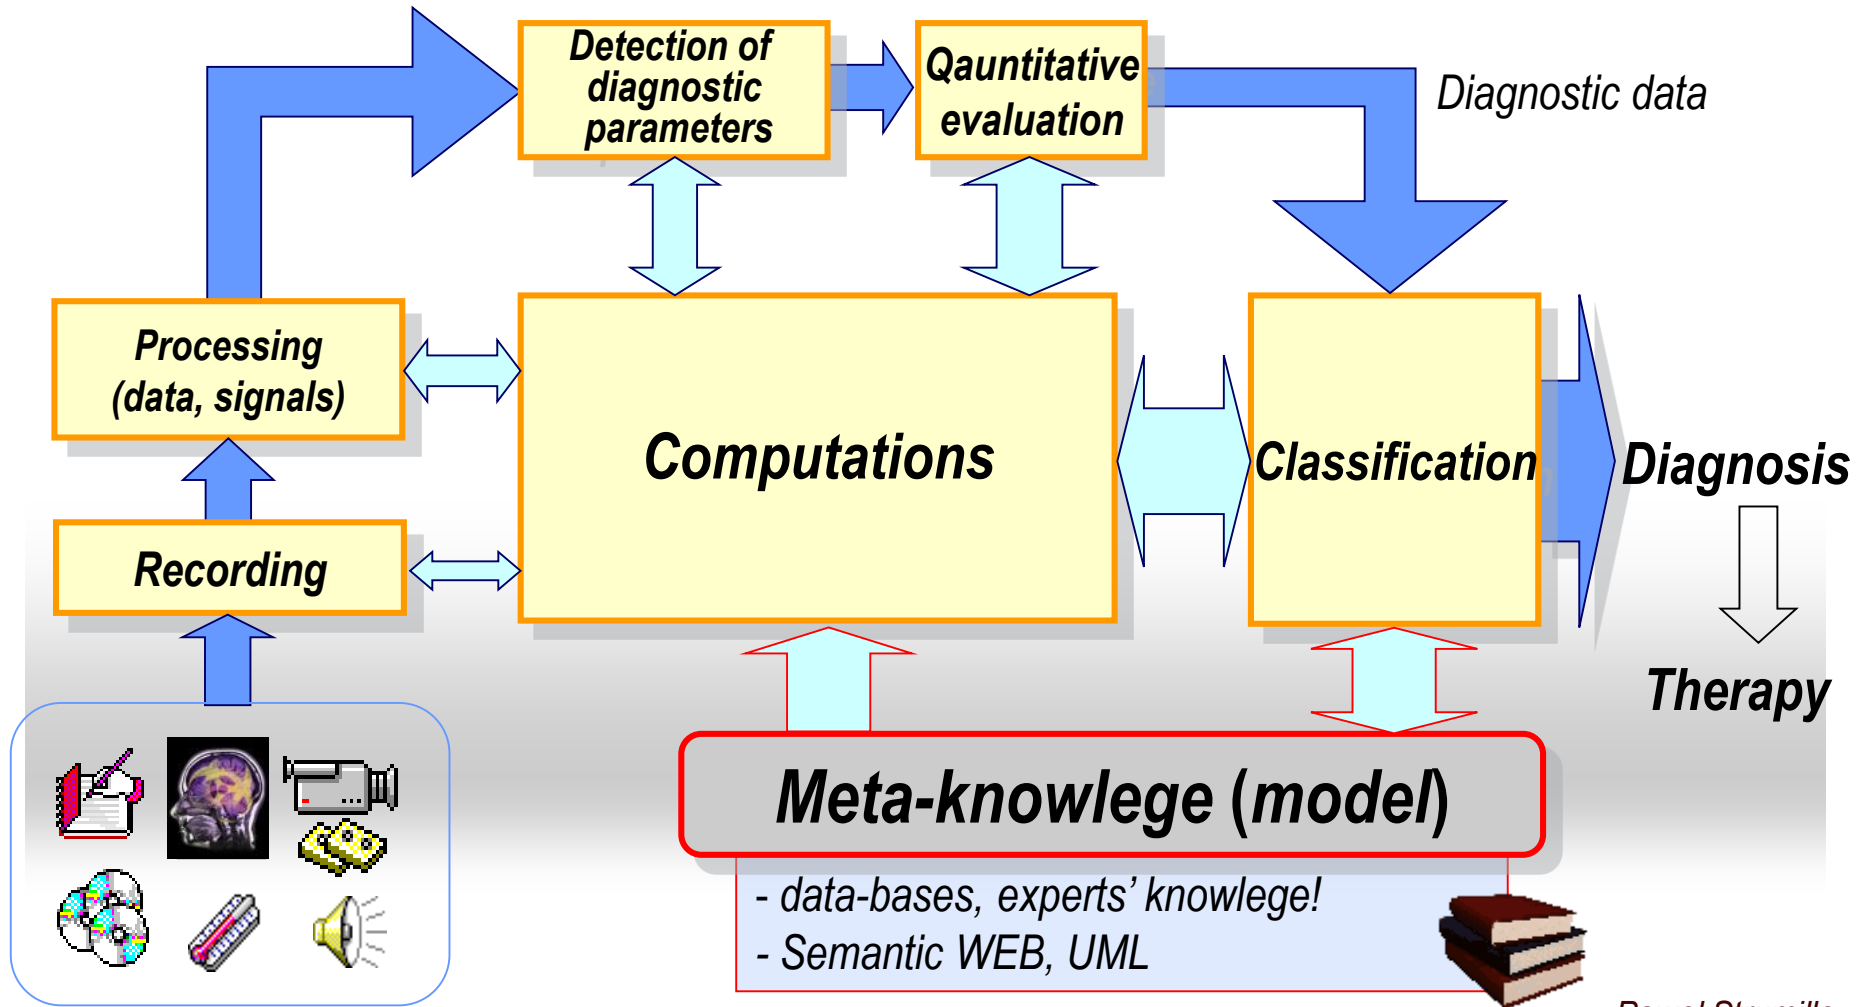 Detection of
diagnostic
parameters
Qauntitative
evaluation
Diagnostic data
Processing
(data, signals)
Computations
Classification
Diagnosis
Recording
Therapy
Meta-knowlege (model)
- data-bases, experts' knowlege!
- Semantic WEB, UML